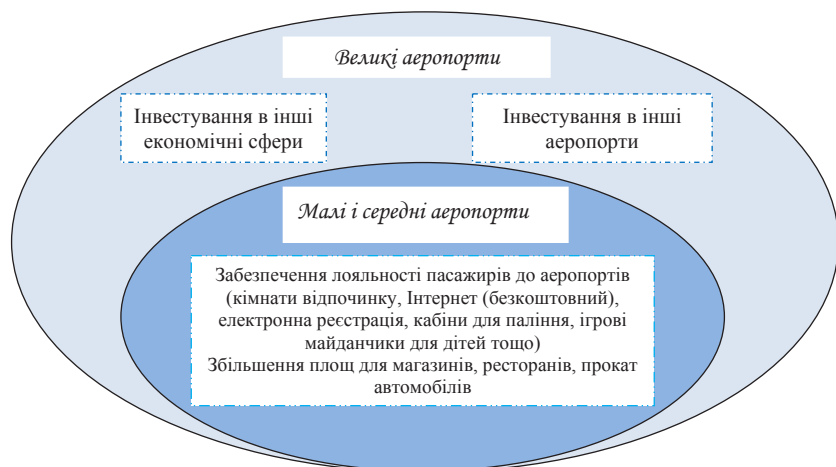 Великі аеропорти
Інвестування в інші
економічні сфери
Інвестування в інші
аеропорти
Малі і середні аеропорти
Забезпечення лояльності пасажирів до аеропортів
(кімнати відпочинку, Інтернет (безкоштовний),
електронна реєстрація, кабіни для паління, ігрові
майданчики для дітей тощо)
Збільшення площ для магазинів, ресторанів, прокат
автомобілів